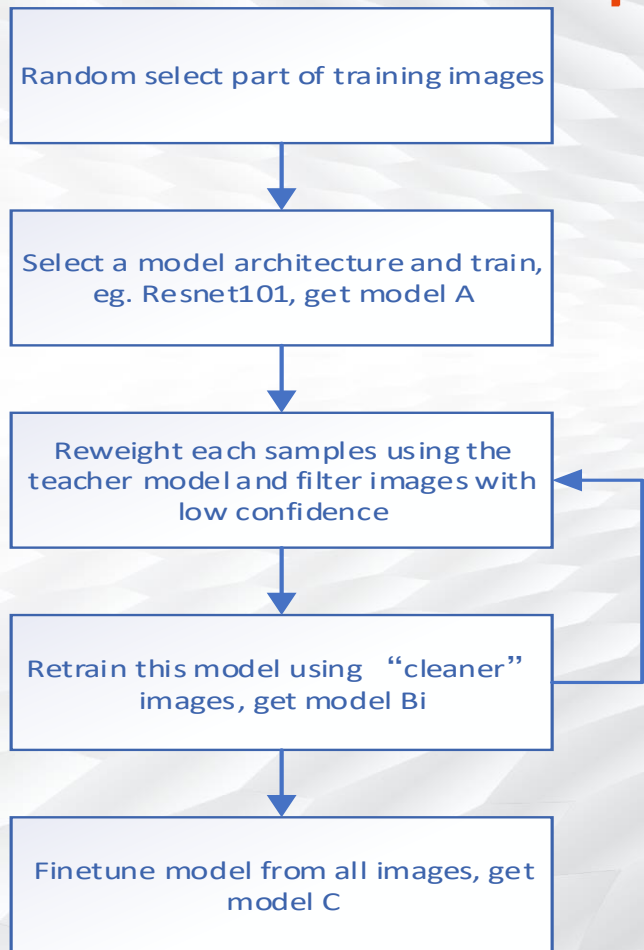 Random select part of training images
Select a model architecture and train,
eg. Resnet101, get model A
Reweight each samples using the
teacher model and filter images with
low confidence
Retrain this model using “cleaner”
images, get model Bi
Finetune model from all images, get
model C